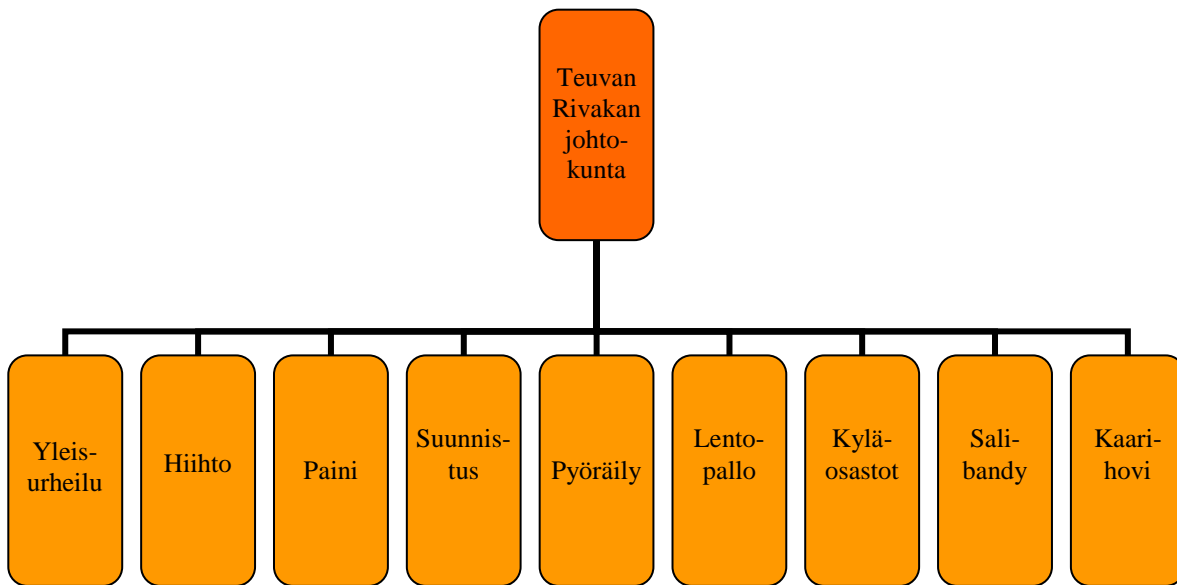 Teuvan
Rivakan
johto-
kunta
Yleis-
urheilu
Hiihto
Paini
Suunnis-
tus
Pyöräily
Lento-
pallo
Kylä-
osastot
Sali-
bandy
Kaari-
hovi